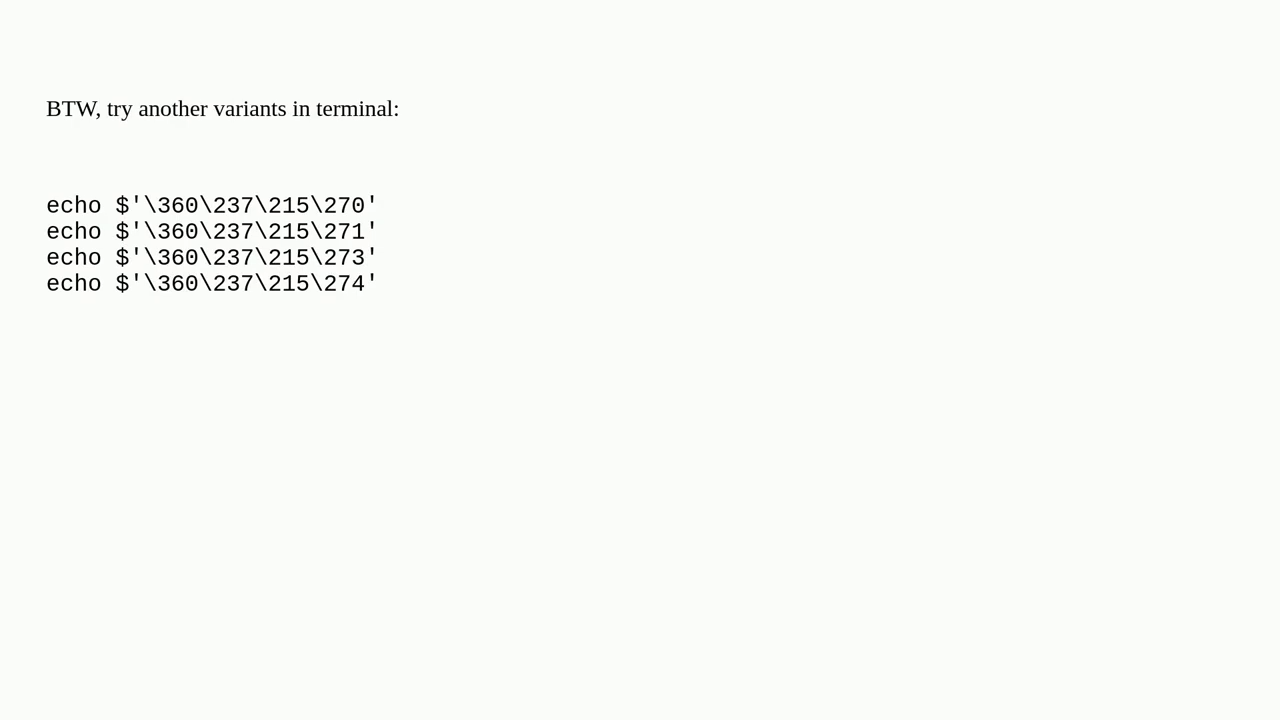 BTW, try another variants in terminal:
echo $'\360\237\215\270'
echo $'\360\237\215\271'
echo $'\360\237\215\273'
echo $'\360\237\215\274'